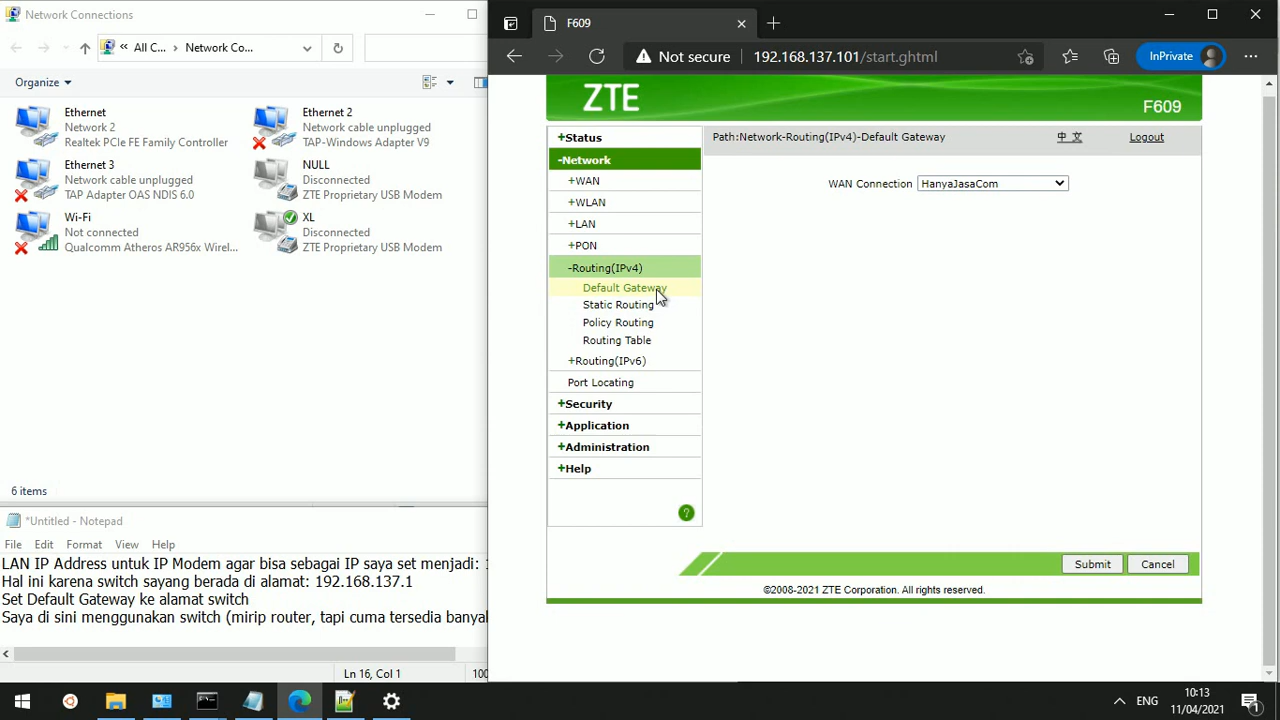 Network Connections
« All C... > Network Co...
Organize
Ethernet
Network 2
Realtek PCIe FE Family Controller
Ethernet 2
Network cable unplugged
TAP-Windows Adapter V9
Ethernet 3
Network cable unplugged
TAP Adapter OAS NDIS 6.0
NULL
Disconnected
ZTE Proprietary USB Modem
Wi-Fi
Not connected
Qualcomm Atheros AR956x Wirel...
XL
Disconnected
ZTE Proprietary USB Modem
6 items
*Untitled - Notepad
File Edit Format View Help
LAN IP Address untuk IP Modem agar bisa sebagai IP saya set menjadi:
Hal ini karena switch sayang berada di alamat: 192.168.137.1
Set Default Gateway ke alamat switch
Saya di sini menggunakan switch (mirip router, tapi cuma tersedia banyak
Ln 16, Col 1 100
F609
Not secure 192.168.137.101/start.ghtml InPrivate
ZTE
F609
+Status
-Network
+WAN
+WLAN
+LAN
+PON
-Routing(IPv4)
Default Gateway
Static Routing
Policy Routing
Routing Table
+Routing(IPv6)
Port Locating
+Security
+Application
+Administration
+Help
?
Path:Network-Routing(IPv4)-Default Gateway 中 文 Logout
WAN Connection HanyaJasaCom
Submit Cancel
©2008-2021 ZTE Corporation. All rights reserved.
ENG
10:13
11/04/2021
1